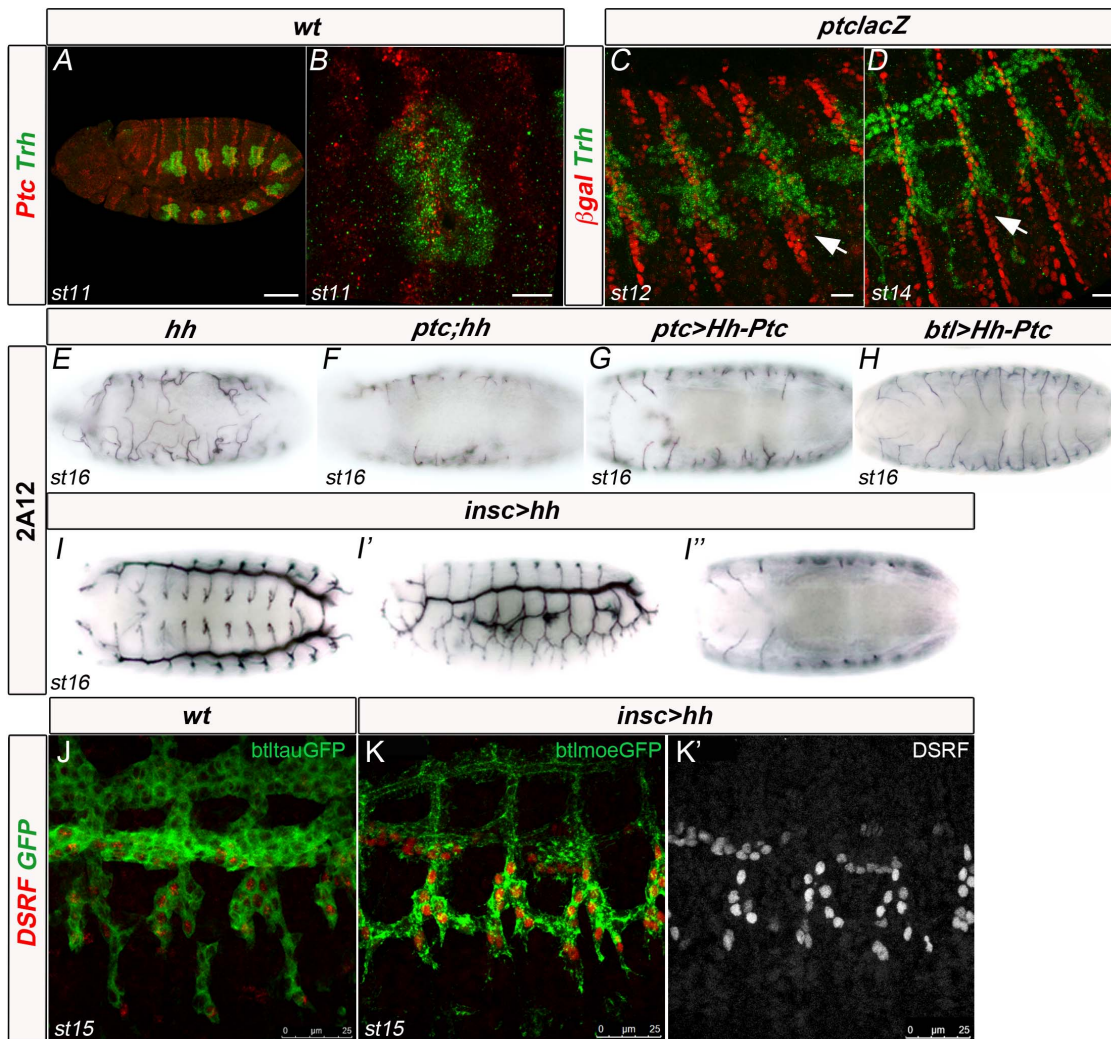 wt
ptclacZ
Ptc Trh
A
B
βgal Trh
C
D
st11
st11
st12
st14
hh
ptc;hh
ptc>Hh-Ptc
btl>Hh-Ptc
2A12
E
F
G
H
st16
st16
st16
st16
insc>hh
I
I’
I’’
st16
wt
insc>hh
DSRF GFP
J
btltauGFP
K
btlmoeGFP
K’
DSRF
st15
0 µm 25
st15
0 µm 25
0 µm 25